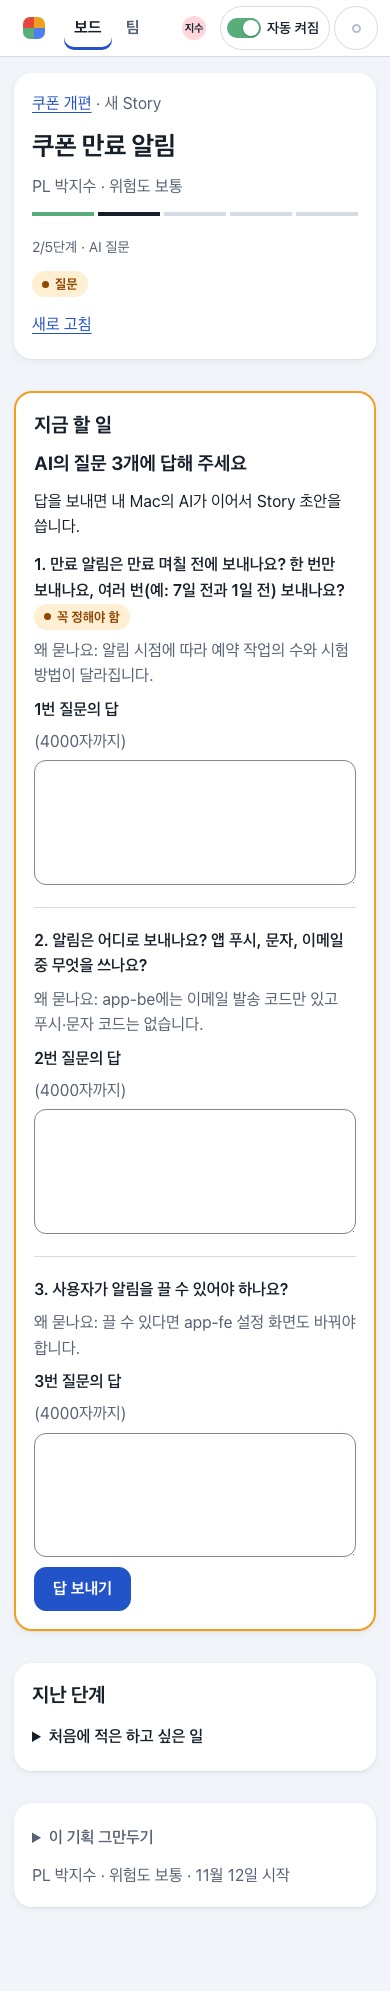 보드 팀 지수 자동 켜짐
쿠폰 개편 · 새 Story
쿠폰 만료 알림
PL 박지수 · 위험도 보통
2/5단계 · AI 질문
질문
새로 고침
지금 할 일
AI의 질문 3개에 답해 주세요
답을 보내면 내 Mac의 AI가 이어서 Story 초안을
씁니다.
1. 만료 알림은 만료 며칠 전에 보내나요? 한 번만
보내나요, 여러 번(예: 7일 전과 1일 전) 보내나요?
꼭 정해야 함
왜 묻나요: 알림 시점에 따라 예약 작업의 수와 시험
방법이 달라집니다.
1번 질문의 답
(4000자까지)
2. 알림은 어디로 보내나요? 앱 푸시, 문자, 이메일
중 무엇을 쓰나요?
왜 묻나요: app-be에는 이메일 발송 코드만 있고
푸시·문자 코드는 없습니다.
2번 질문의 답
(4000자까지)
3. 사용자가 알림을 끌 수 있어야 하나요?
왜 묻나요: 끌 수 있다면 app-fe 설정 화면도 바꿔야
합니다.
3번 질문의 답
(4000자까지)
답 보내기
지난 단계
처음에 적은 하고 싶은 일
이 기획 그만두기
PL 박지수 · 위험도 보통 · 11월 12일 시작